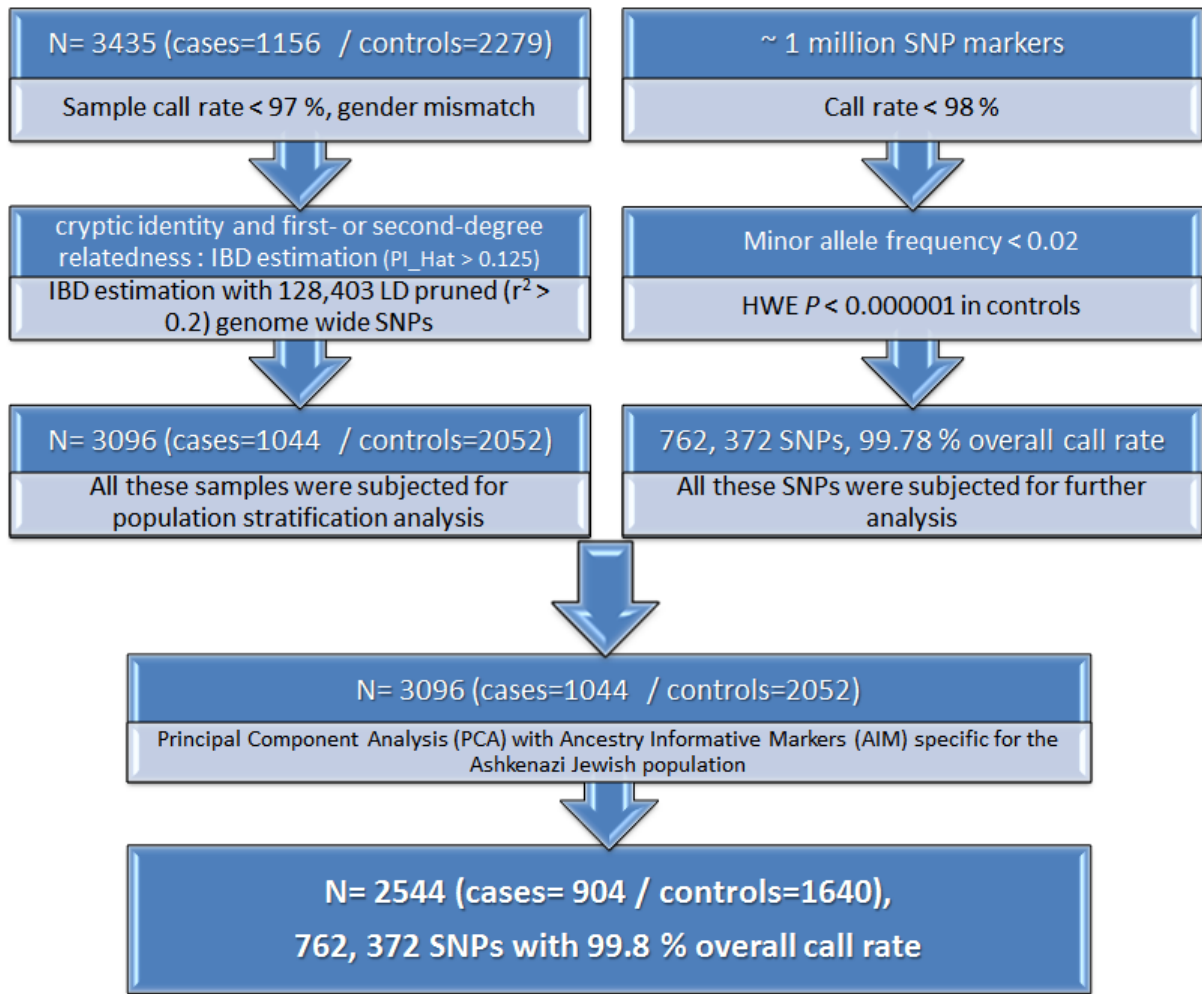 N= 3435 (cases=1156 / controls=2279)
Sample call rate < 97 %, gender mismatch
cryptic identity and first- or second-degree
relatedness : IBD estimation (PI_Hat > 0.125)
IBD estimation with 128,403 LD pruned (r² >
0.2) genome wide SNPs
N= 3096 (cases=1044 / controls=2052)
All these samples were subjected for
population stratification analysis
~ 1 million SNP markers
Call rate < 98 %
Minor allele frequency < 0.02
HWE P < 0.000001 in controls
762, 372 SNPs, 99.78 % overall call rate
All these SNPs were subjected for further
analysis
N= 3096 (cases=1044 / controls=2052)
Principal Component Analysis (PCA) with Ancestry Informative Markers (AIM) specific for the
Ashkenazi Jewish population
N= 2544 (cases= 904 / controls=1640),
762, 372 SNPs with 99.8 % overall call rate